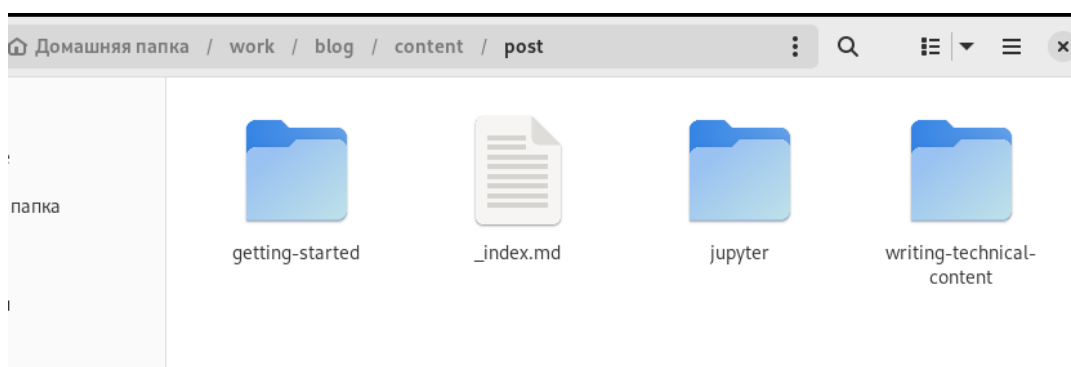 Домашняя папка / work / blog / content / post
папка
getting-started
_index.md
jupyter
writing-technical-
content